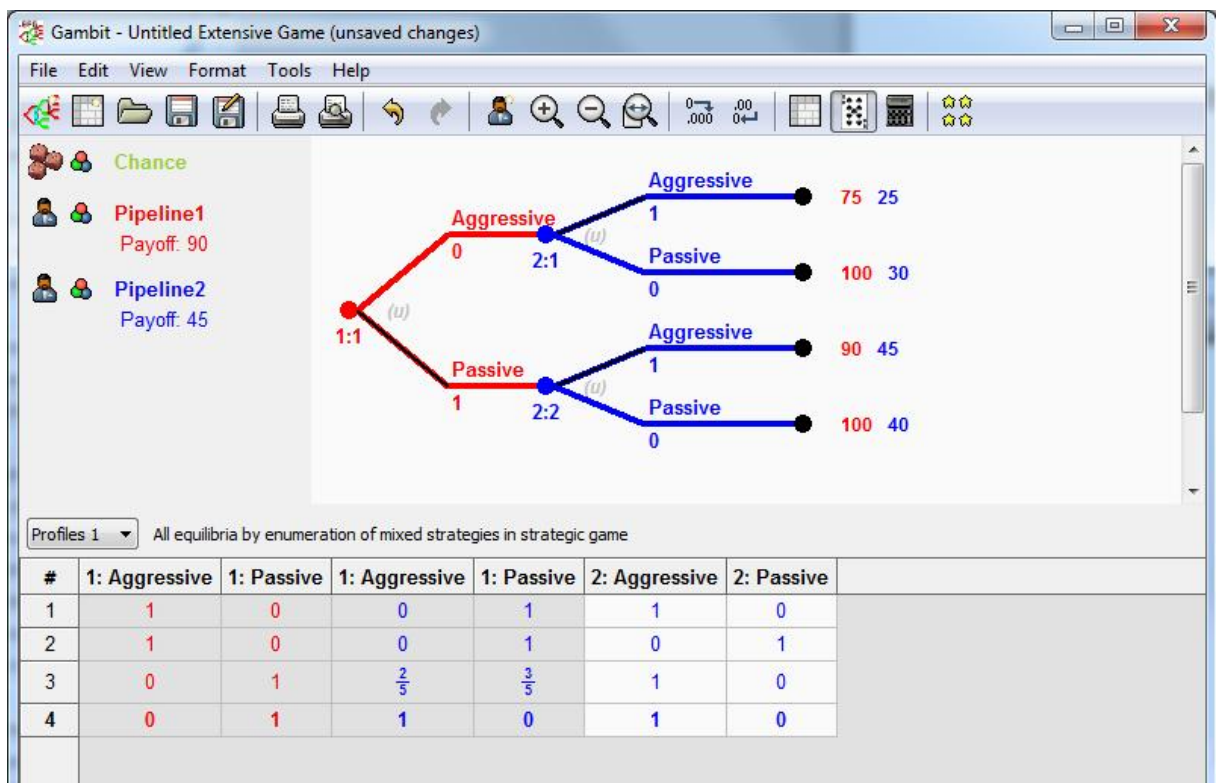 Gambit - Untitled Extensive Game (unsaved changes)
File Edit View Format Tools Help
0 .000 .00 0
Chance
Pipeline1
Payoff: 90
Pipeline2
Payoff: 45
1:1
(u)
Aggressive
0
2:1
(u)
Aggressive
1
75 25
Passive
0
100 30
Passive
1
2:2
(u)
Aggressive
1
90 45
Passive
0
100 40
Profiles 1 All equilibria by enumeration of mixed strategies in strategic game
# 1: Aggressive 1: Passive 1: Aggressive 1: Passive 2: Aggressive 2: Passive
1 1 0 0 1 1 0
2 1 0 0 1 0 1
3 0 1 2/5 3/5 1 0
4 0 1 1 0 1 0